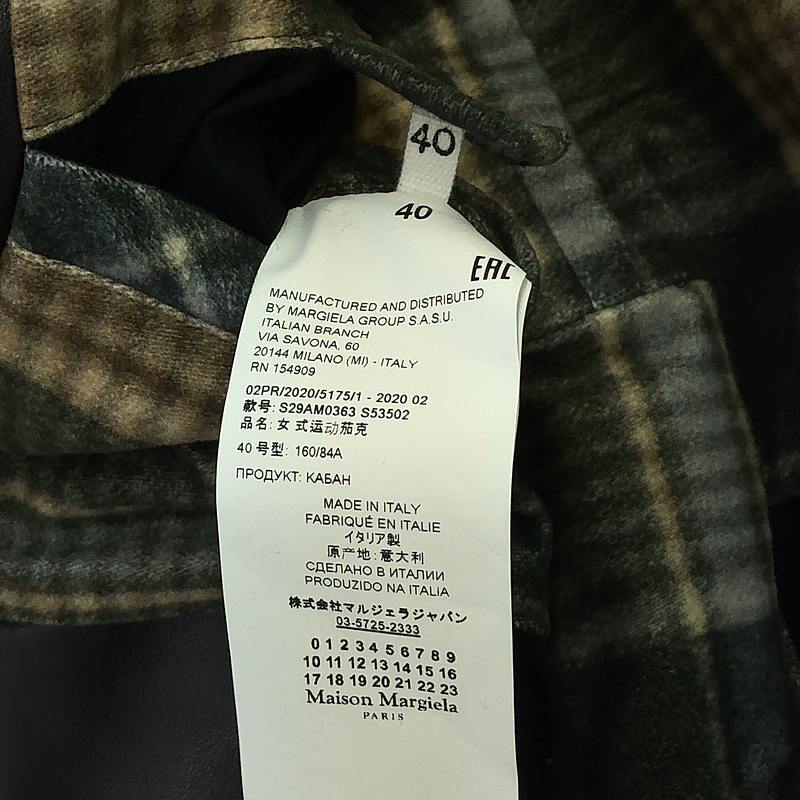 40
40
EAC
MANUFACTURED AND DISTRIBUTED
BY MARGIELA GROUP S.A.S.U.
ITALIAN BRANCH
VIA SAVONA, 60
20144 MILANO (MI) - ITALY
RN 154909
02PR/2020/5175/1 - 2020 02
款号: S29AM0363 S53502
品名: 女 式运动茄克
40 号型: 160/84A
ПРОДУКТ: КАБАН
MADE IN ITALY
FABRIQUÉ EN ITALIE
イタリア製
原产地: 意大利
СДЕЛАНО В ИТАЛИИ
PRODUZIDO NA ITALIA
株式会社マルジェラジャパン
03-5725-2333
0 1 2 3 4 5 6 7 8 9
10 11 12 13 14 15 16
17 18 19 20 21 22 23
Maison Margiela
PARIS